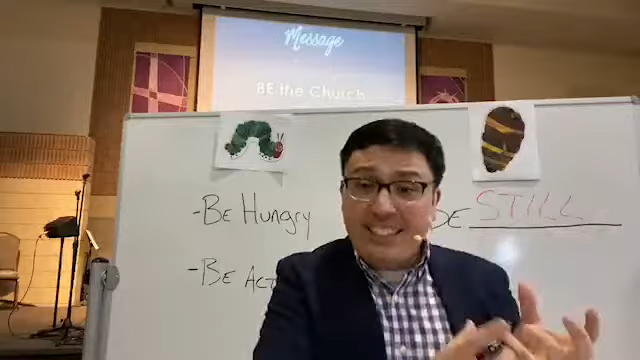 Message
BE the Church
-BE HUNGRY
BE STILL
-BE ACT